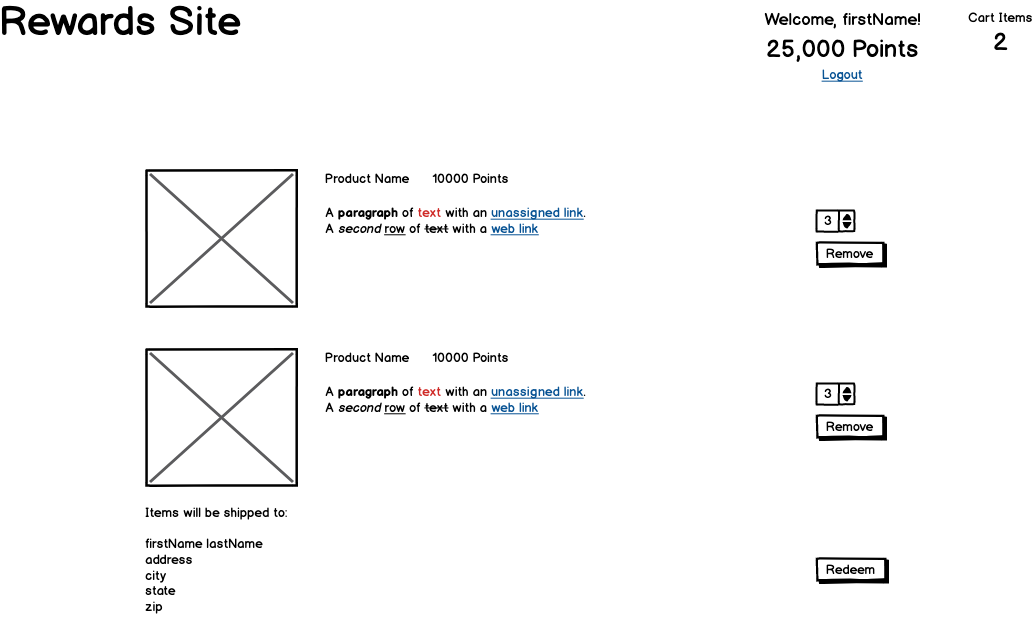 Rewards Site
Welcome, firstName!
25,000 Points
Logout
Cart Items
2
Product Name 10000 Points
A paragraph of text with an unassigned link.
A second row of text with a web link
3
Remove
Product Name 10000 Points
A paragraph of text with an unassigned link.
A second row of text with a web link
3
Remove
Items will be shipped to:
firstName lastName
address
city
state
zip
Redeem